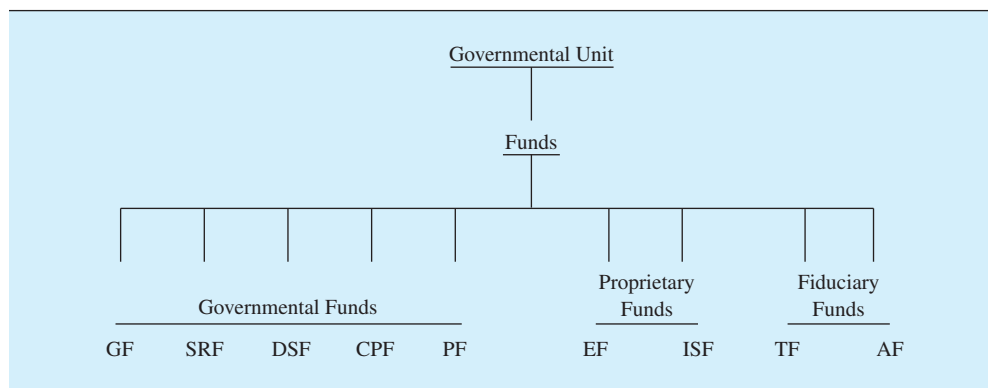 Governmental Unit
Funds
Governmental Funds
Proprietary
Funds
Fiduciary
Funds
GF SRF DSF CPF PF EF ISF TF AF